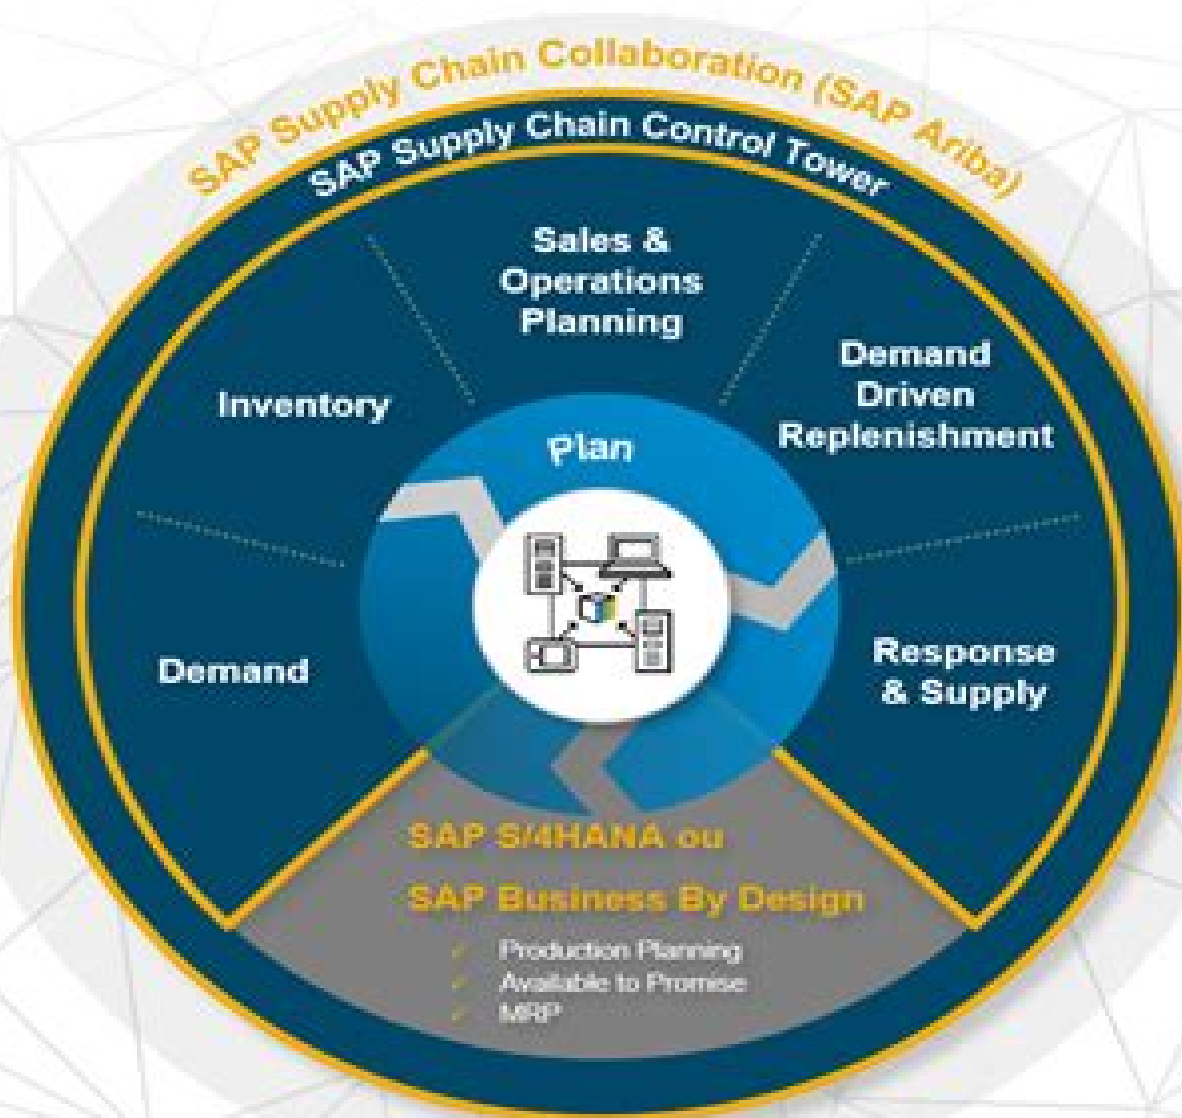 SAP Supply Chain Collaboration (SAP Ariba)
SAP Supply Chain Control Tower
Sales &
Operations
Planning
Inventory
Demand
Driven
Replenishment
Plan
Demand
Response
& Supply
SAP S/4HANA ou
SAP Business By Design
Production Planning
Available to Promise
MRP